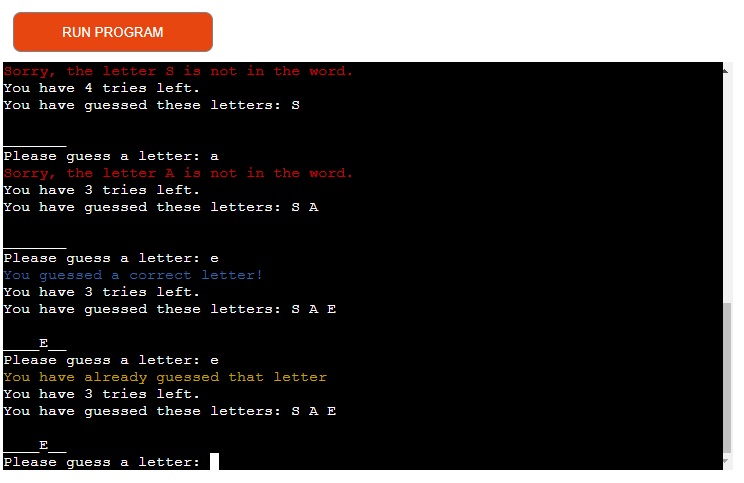 RUN PROGRAM
Sorry, the letter S is not in the word.
You have 4 tries left.
You have guessed these letters: S
_______
Please guess a letter: a
Sorry, the letter A is not in the word.
You have 3 tries left.
You have guessed these letters: S A
_______
Please guess a letter: e
You guessed a correct letter!
You have 3 tries left.
You have guessed these letters: S A E
____E__
Please guess a letter: e
You have already guessed that letter
You have 3 tries left.
You have guessed these letters: S A E
____E__
Please guess a letter: